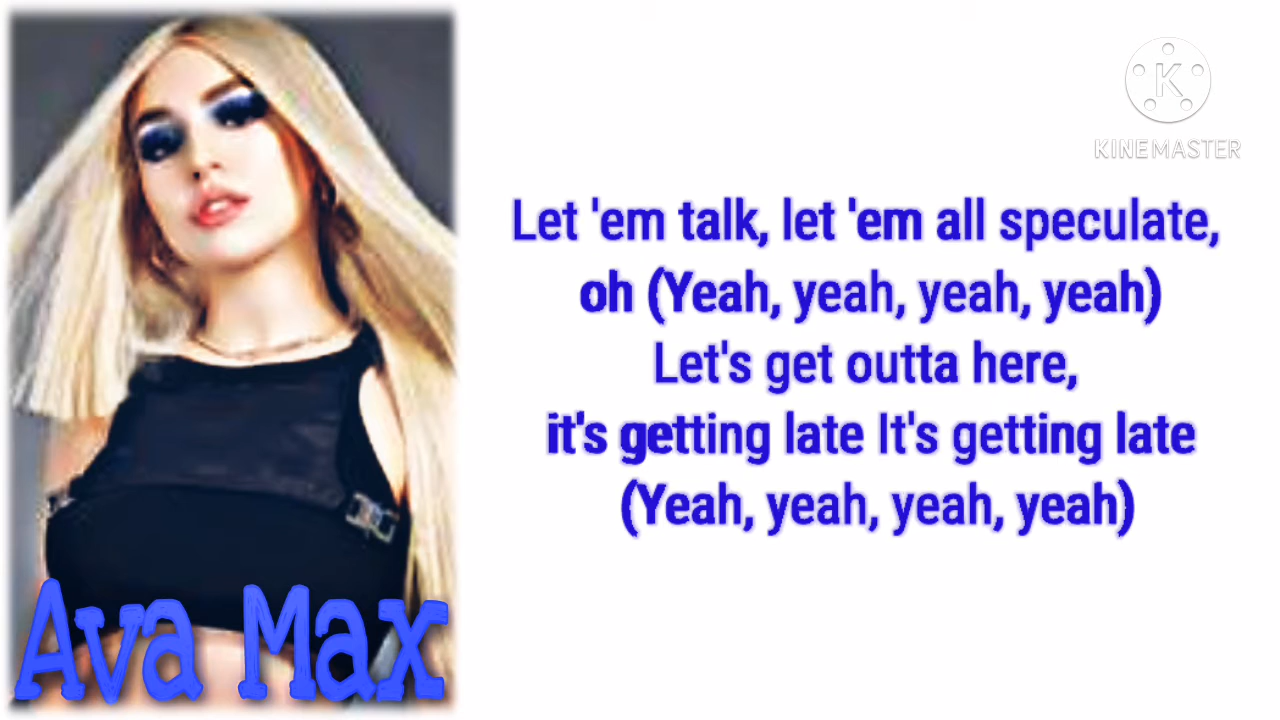 KINEMASTER
Let 'em talk, let 'em all speculate,
oh (Yeah, yeah, yeah, yeah)
Let's get outta here,
it's getting late It's getting late
(Yeah, yeah, yeah, yeah)
Ava Max